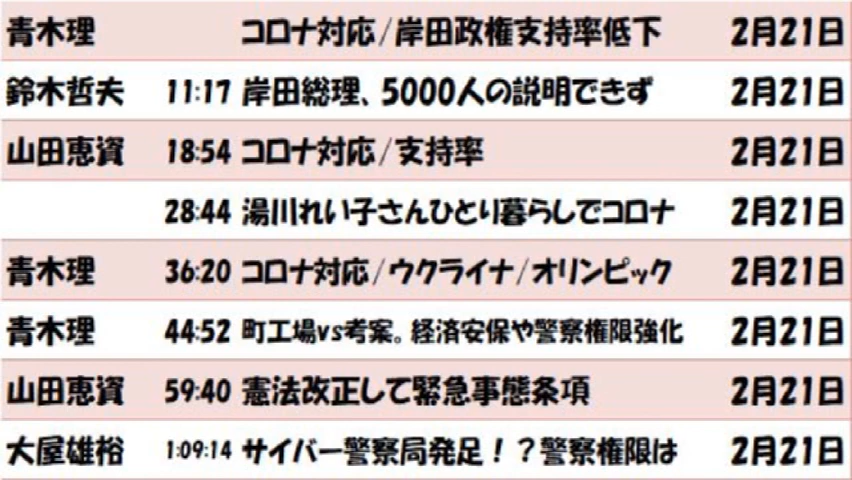 青木理 コロナ対応/岸田政権支持率低下 2月21日
鈴木哲夫 11:17 岸田総理、5000人の説明できず 2月21日
山田恵資 18:54 コロナ対応/支持率 2月21日
28:44 湯川れい子さんひとり暮らしでコロナ 2月21日
青木理 36:20 コロナ対応/ウクライナ/オリンピック 2月21日
青木理 44:52 町工場vs考案。経済安保や警察権限強化 2月21日
山田恵資 59:40 憲法改正して緊急事態条項 2月21日
大屋雄裕 1:09:14 サイバー警察局発足！？警察権限は 2月21日